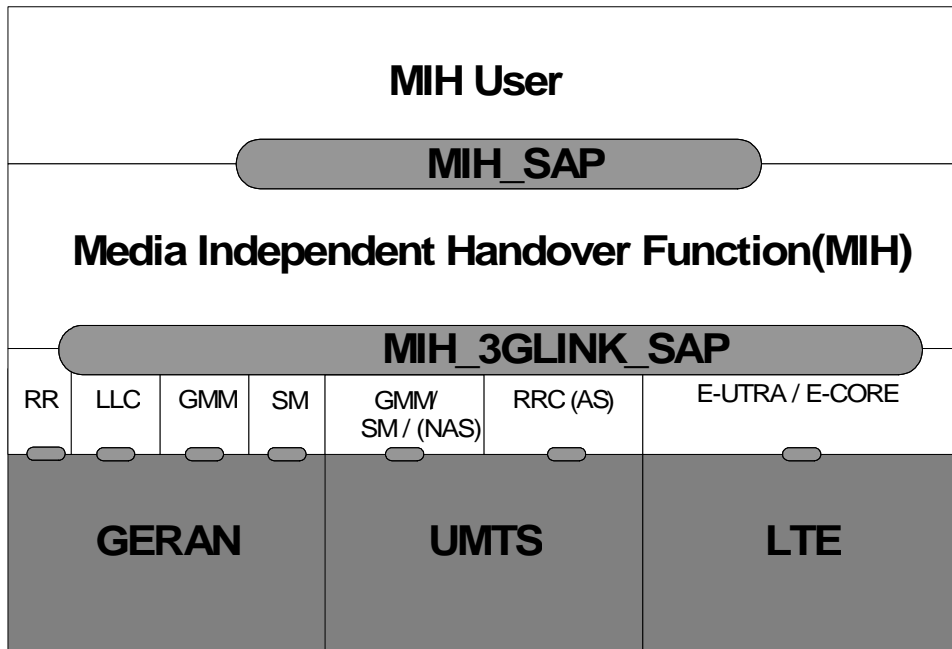 MIH User
MIH_SAP
Media Independent Handover Function(MIH)
MIH_3GLINK_SAP
RR
LLC
GMM
SM
GMM/
SM / (NAS)
RRC (AS)
E-UTRA / E-CORE
GERAN
UMTS
LTE